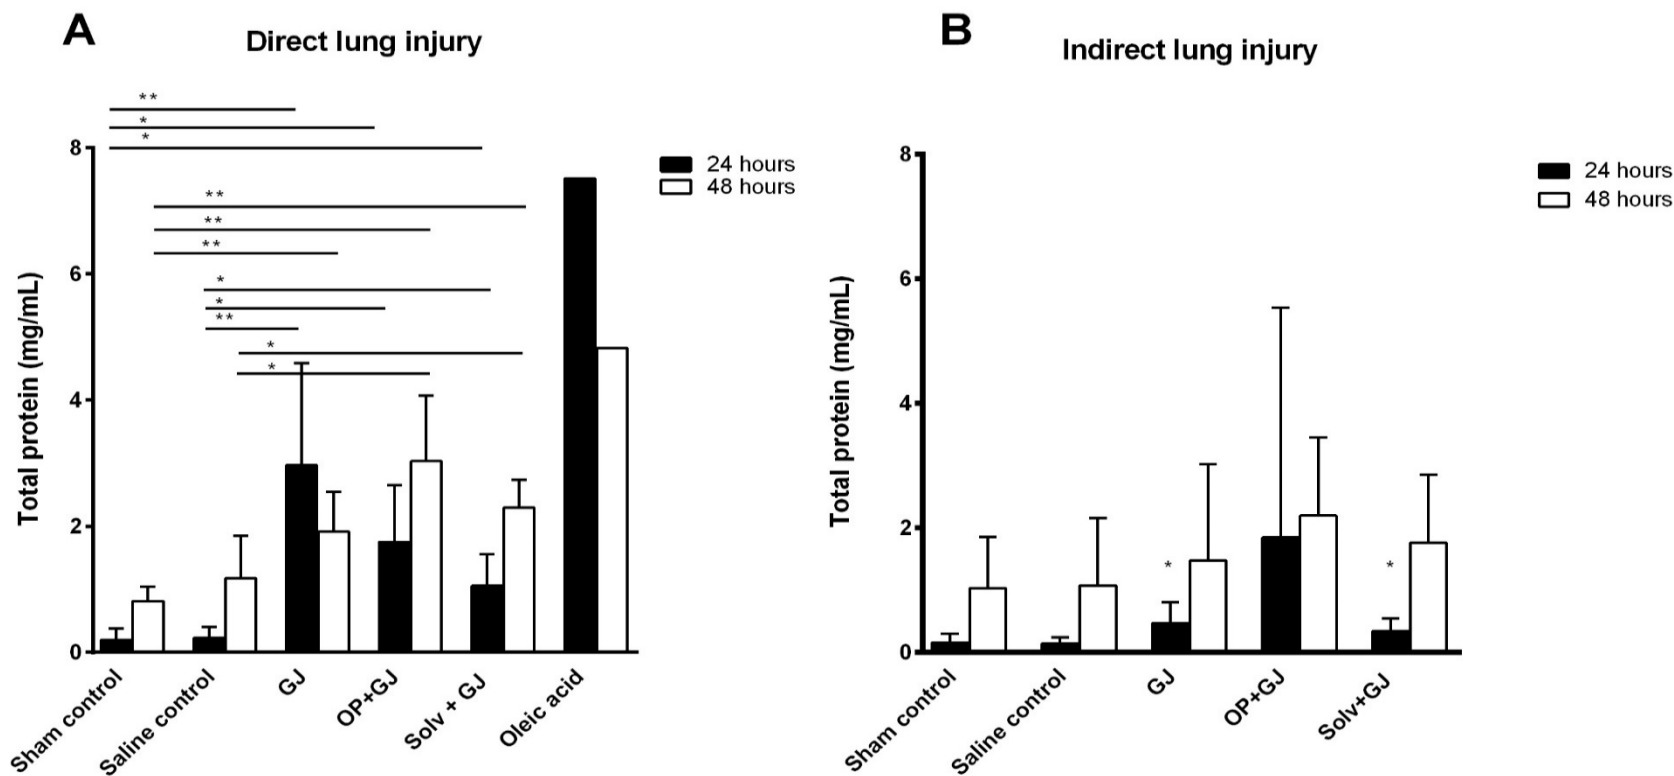 A
Direct lung injury
**
*
*
**
**
**
*
*
**
*
*
24 hours
48 hours
Total protein (mg/mL)
8
6
4
2
0
Sham control
Saline control
GJ
OP+GJ
Solv + GJ
Oleic acid
B
Indirect lung injury
24 hours
48 hours
Total protein (mg/mL)
8
6
4
2
0
*
*
Sham control
Saline control
GJ
OP+GJ
Solv+GJ